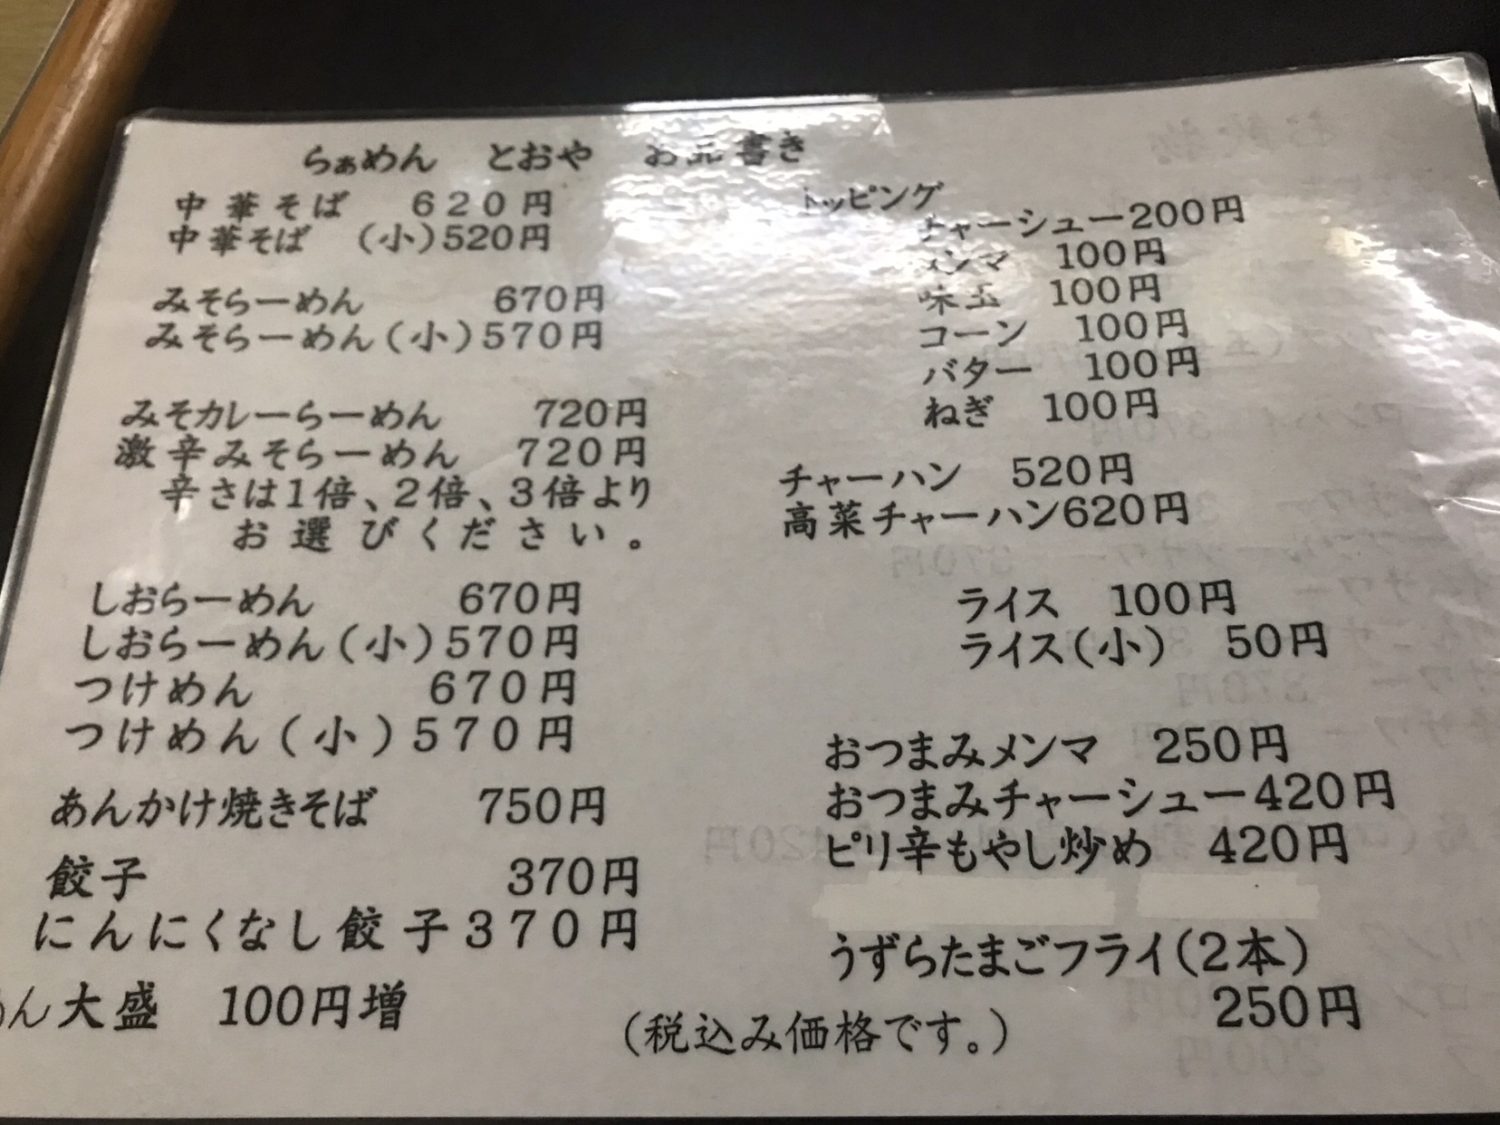 らぁめん とおや お品書き
中華そば 620円
中華そば (小)520円
みそらーめん 670円
みそらーめん(小)570円
みそカレーらーめん 720円
激辛みそらーめん 720円
辛さは1倍、2倍、3倍より
お選びください。
しおらーめん 670円
しおらーめん(小)570円
つけめん 670円
つけめん(小)570円
あんかけ焼きそば 750円
餃子 370円
にんにくなし餃子370円
めん大盛 100円増
トッピング
チャーシュー200円
メンマ 100円
味玉 100円
コーン 100円
バター 100円
ねぎ 100円
チャーハン 520円
高菜チャーハン620円
ライス 100円
ライス(小) 50円
おつまみメンマ 250円
おつまみチャーシュー420円
ピリ辛もやし炒め 420円
うずらたまごフライ(2本)
250円
(税込み価格です。)